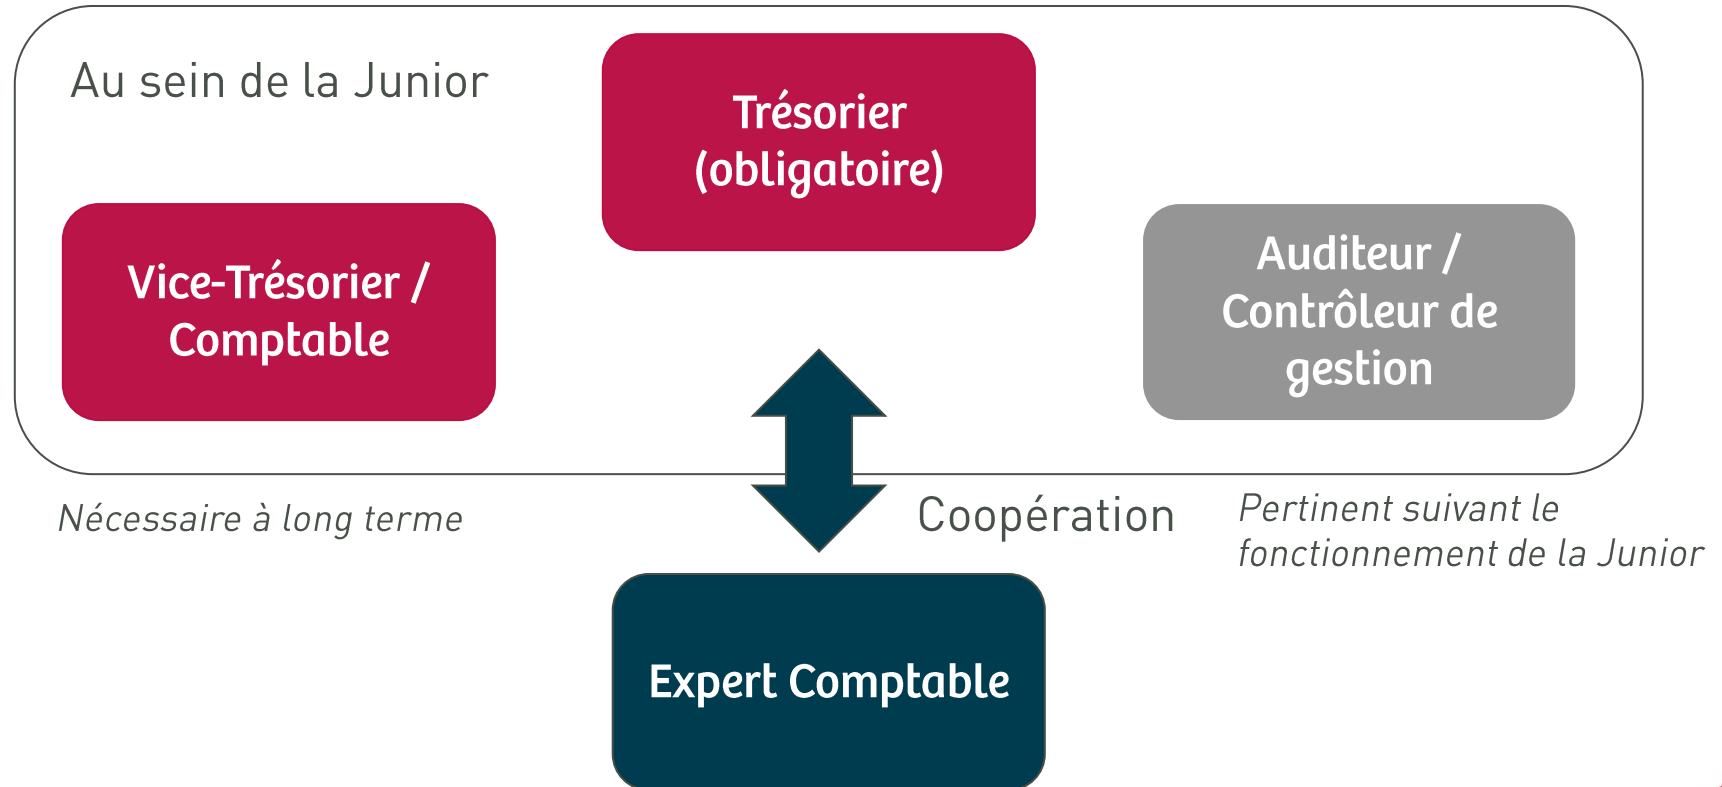 Au sein de la Junior
Trésorier
(obligatoire)
Vice-Trésorier /
Comptable
Auditeur /
Contrôleur de
gestion
Nécessaire à long terme
Coopération
Pertinent suivant le
fonctionnement de la Junior
Expert Comptable